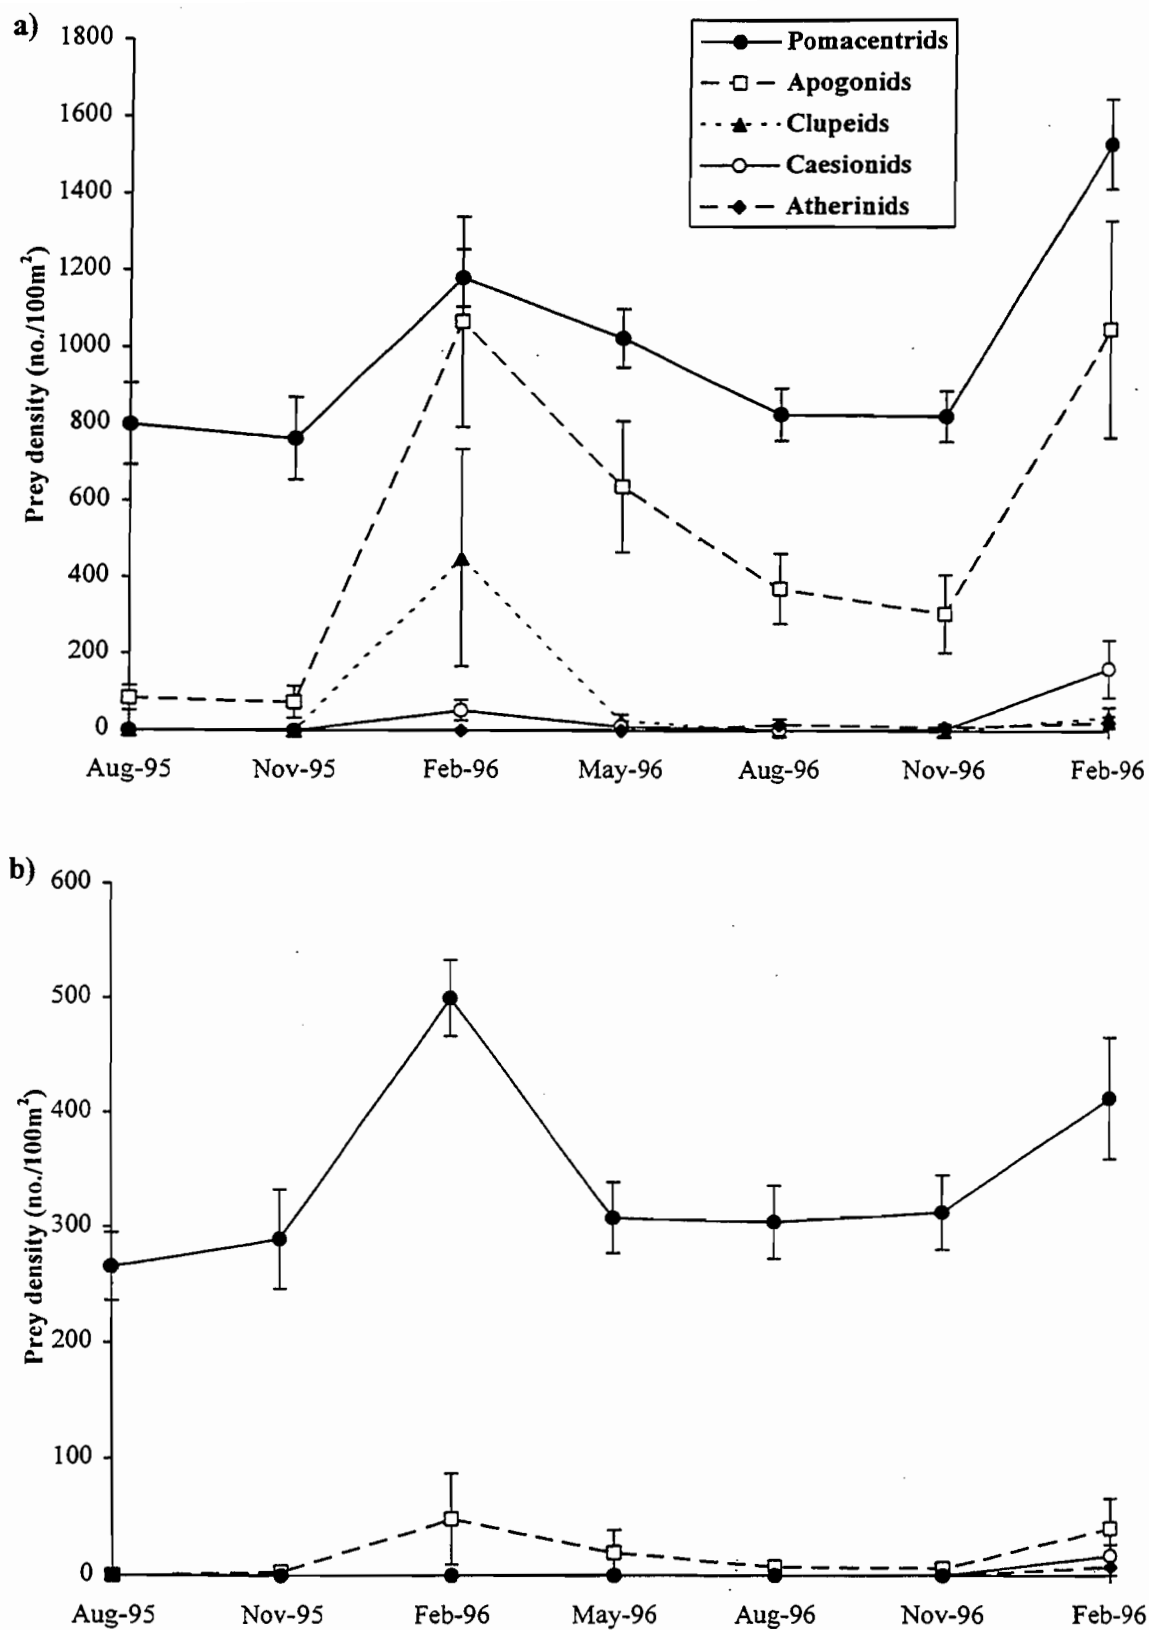 a)
1800
1600
1400
1200
1000
800
600
400
200
0
Prey density (no./100m²)
Pomacentrids
Apogonids
Clupeids
Caesionids
Atherinids
Aug-95 Nov-95 Feb-96 May-96 Aug-96 Nov-96 Feb-96
b)
600
500
400
300
200
100
0
Prey density (no./100m²)
Aug-95 Nov-95 Feb-96 May-96 Aug-96 Nov-96 Feb-96